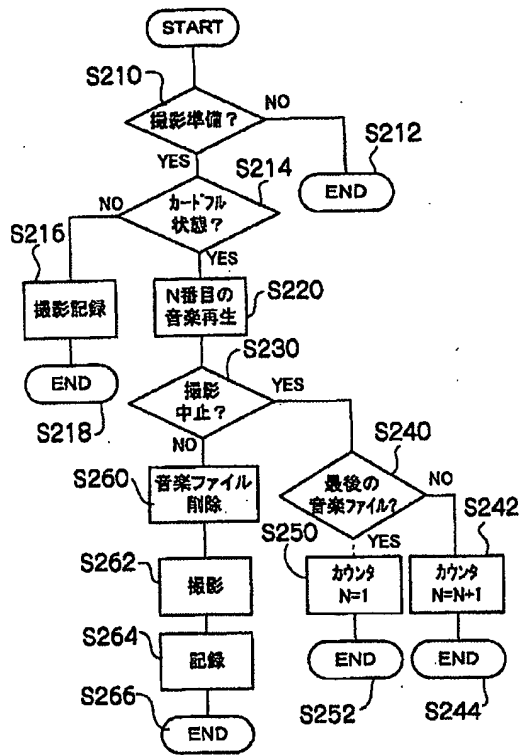 START
S210
撮影準備?
NO
YES
S212
END
S214
カードフル
状態?
NO
YES
S216
撮影記録
S218
END
S220
N番目の
音楽再生
S230
撮影
中止?
YES
NO
S240
最後の
音楽ファイル?
NO
YES
S260
音楽ファイル
削除
S250
カウンタ
N=1
S242
カウンタ
N=N+1
S262
撮影
END
S252
END
S244
S264
記録
S266
END